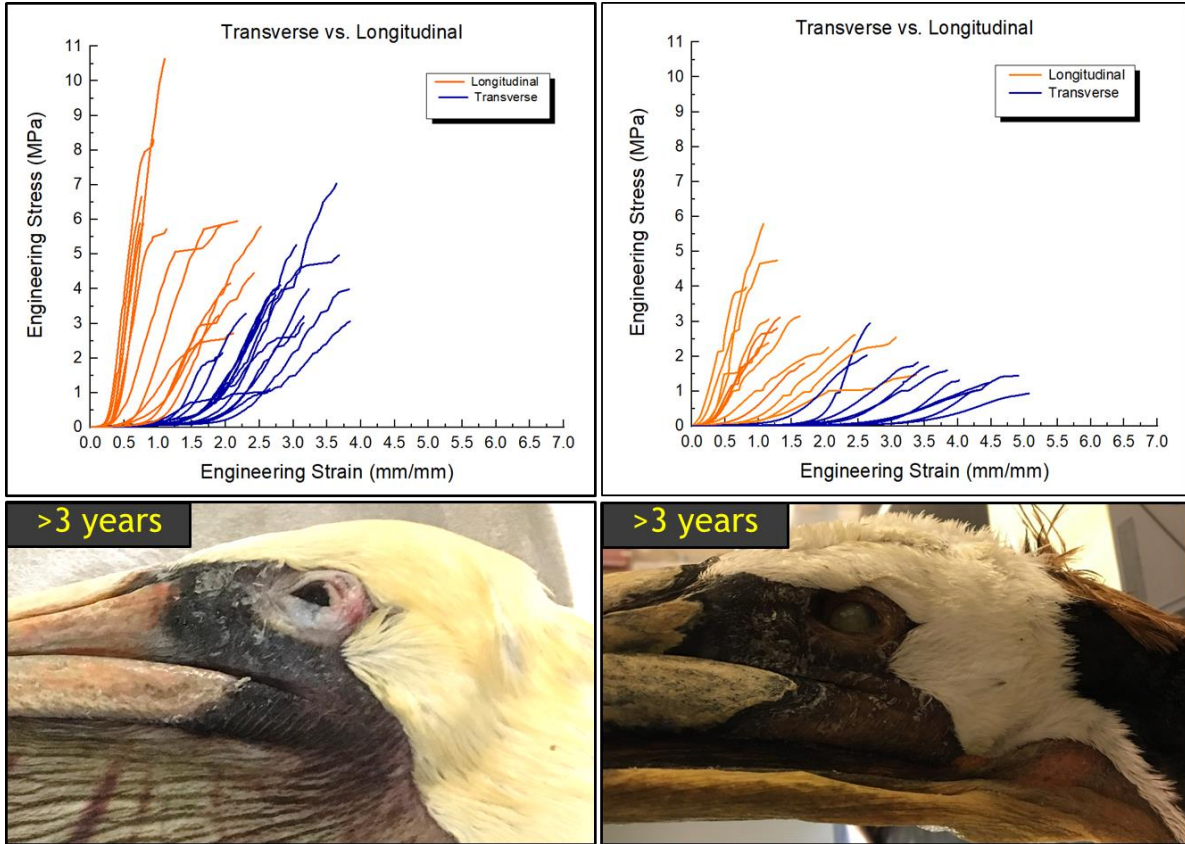 Transverse vs. Longitudinal
Longitudinal
Transverse
Engineering Stress (MPa)
11
10
9
8
7
6
5
4
3
2
1
0
0.0 0.5 1.0 1.5 2.0 2.5 3.0 3.5 4.0 4.5 5.0 5.5 6.0 6.5 7.0
Engineering Strain (mm/mm)
Transverse vs. Longitudinal
Longitudinal
Transverse
Engineering Stress (MPa)
11
10
9
8
7
6
5
4
3
2
1
0
0.0 0.5 1.0 1.5 2.0 2.5 3.0 3.5 4.0 4.5 5.0 5.5 6.0 6.5 7.0
Engineering Strain (mm/mm)
>3 years
>3 years